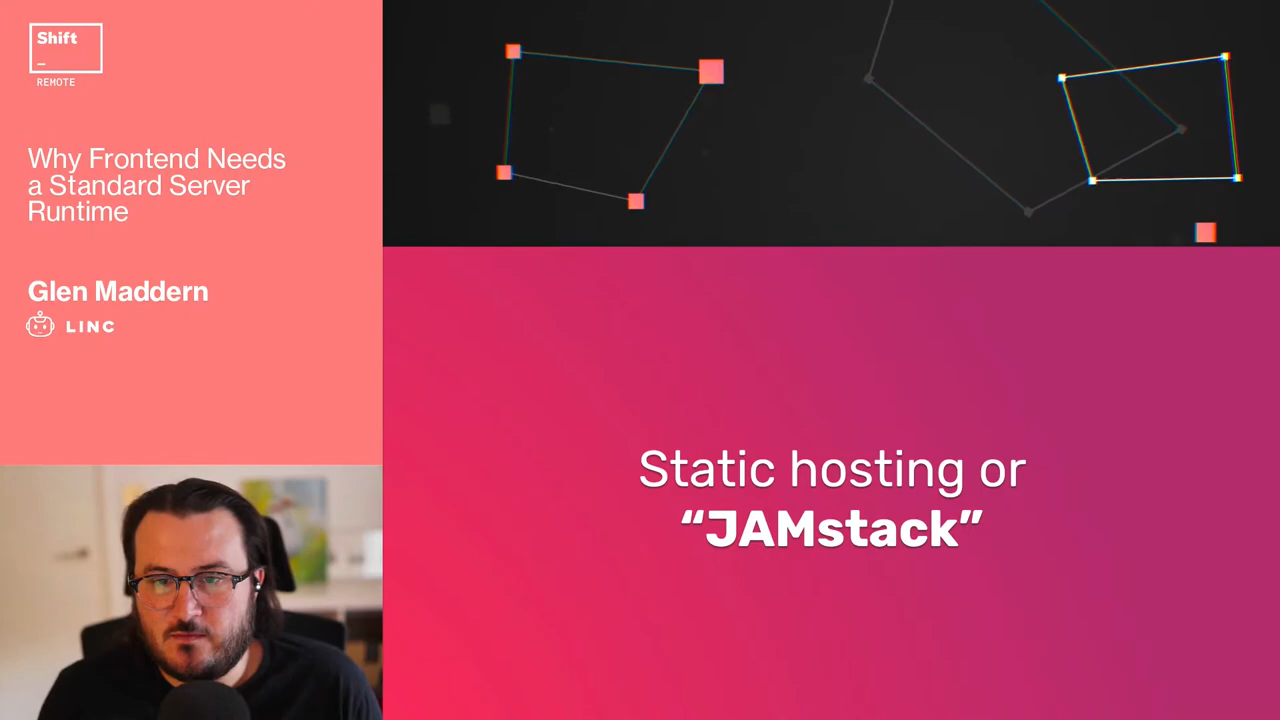 Shift
_
REMOTE
Why Frontend Needs
a Standard Server
Runtime
Glen Maddern
LINC
Static hosting or
“JAMstack”